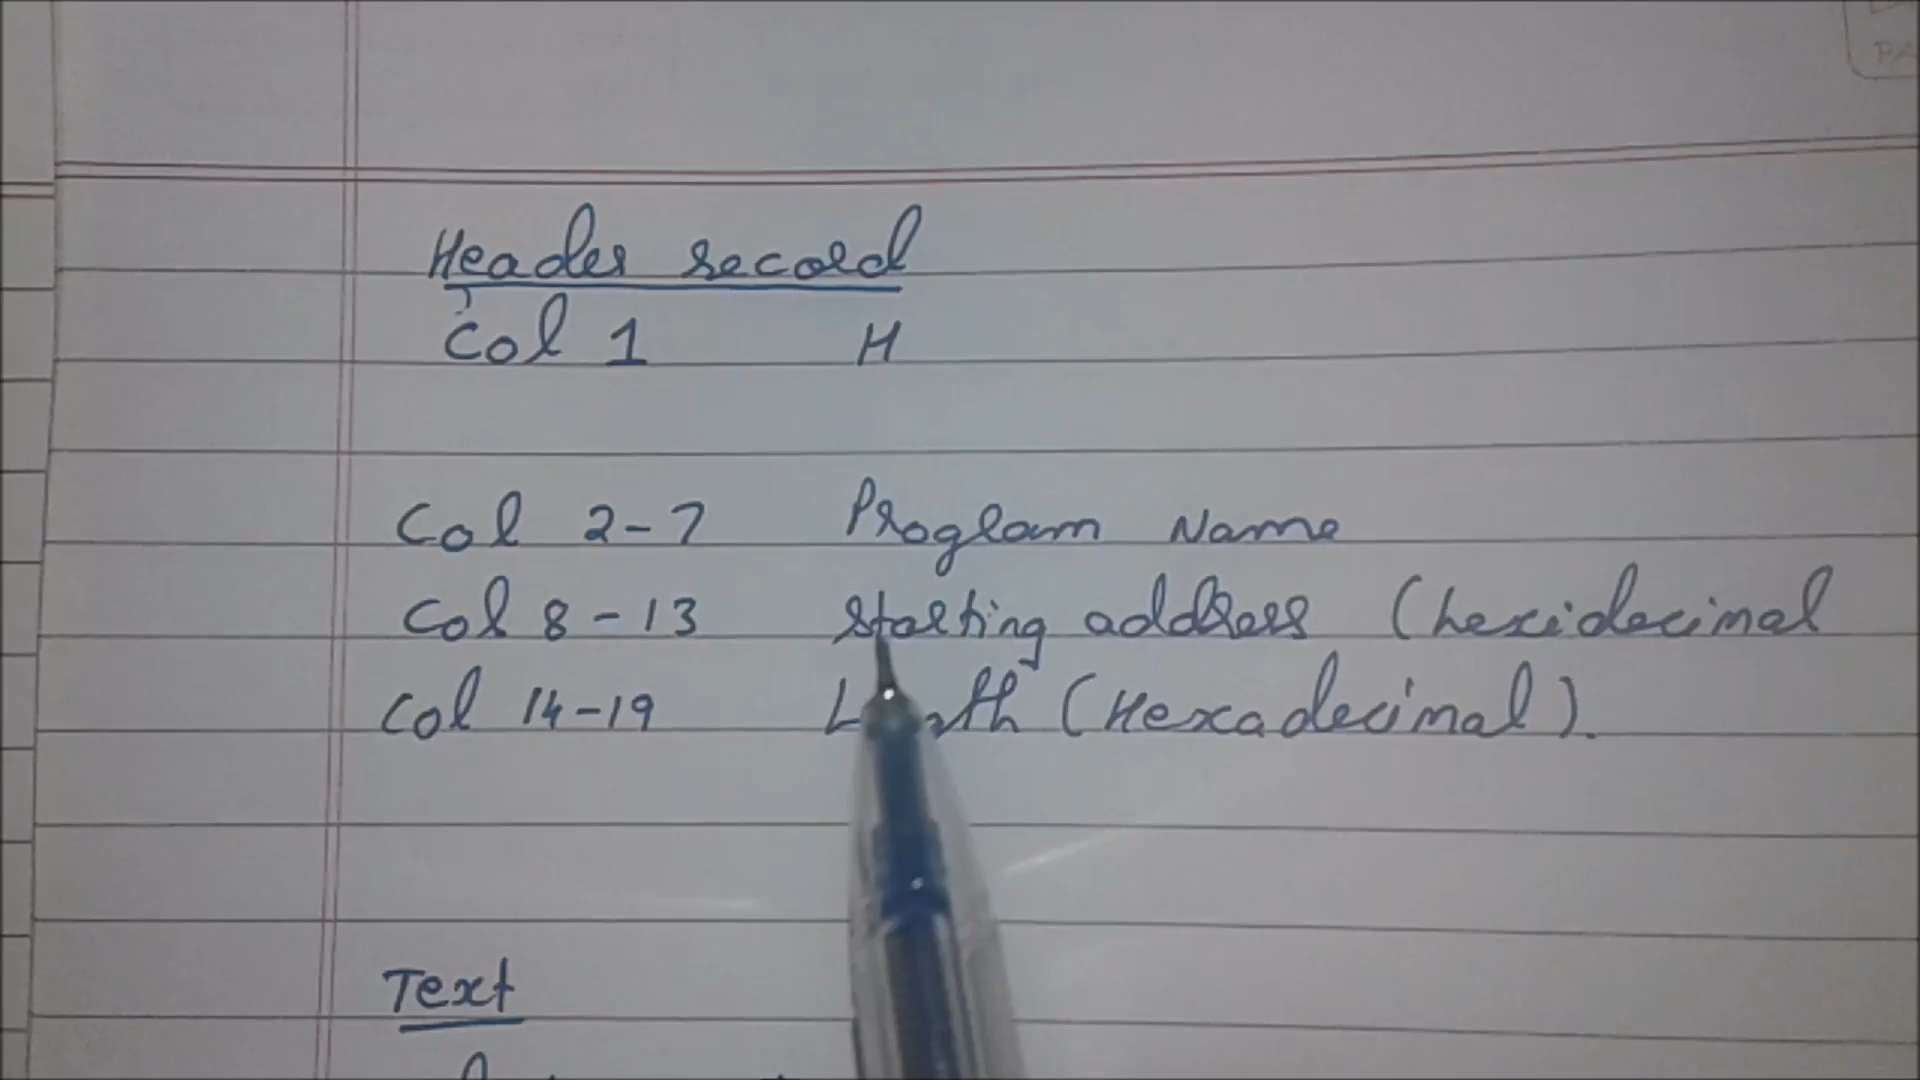 PA
Header record
Col 1 H
Col 2-7 Program Name
Col 8-13 Starting address (hexidecimal
Col 14-19 (Hexadecimal).
Text